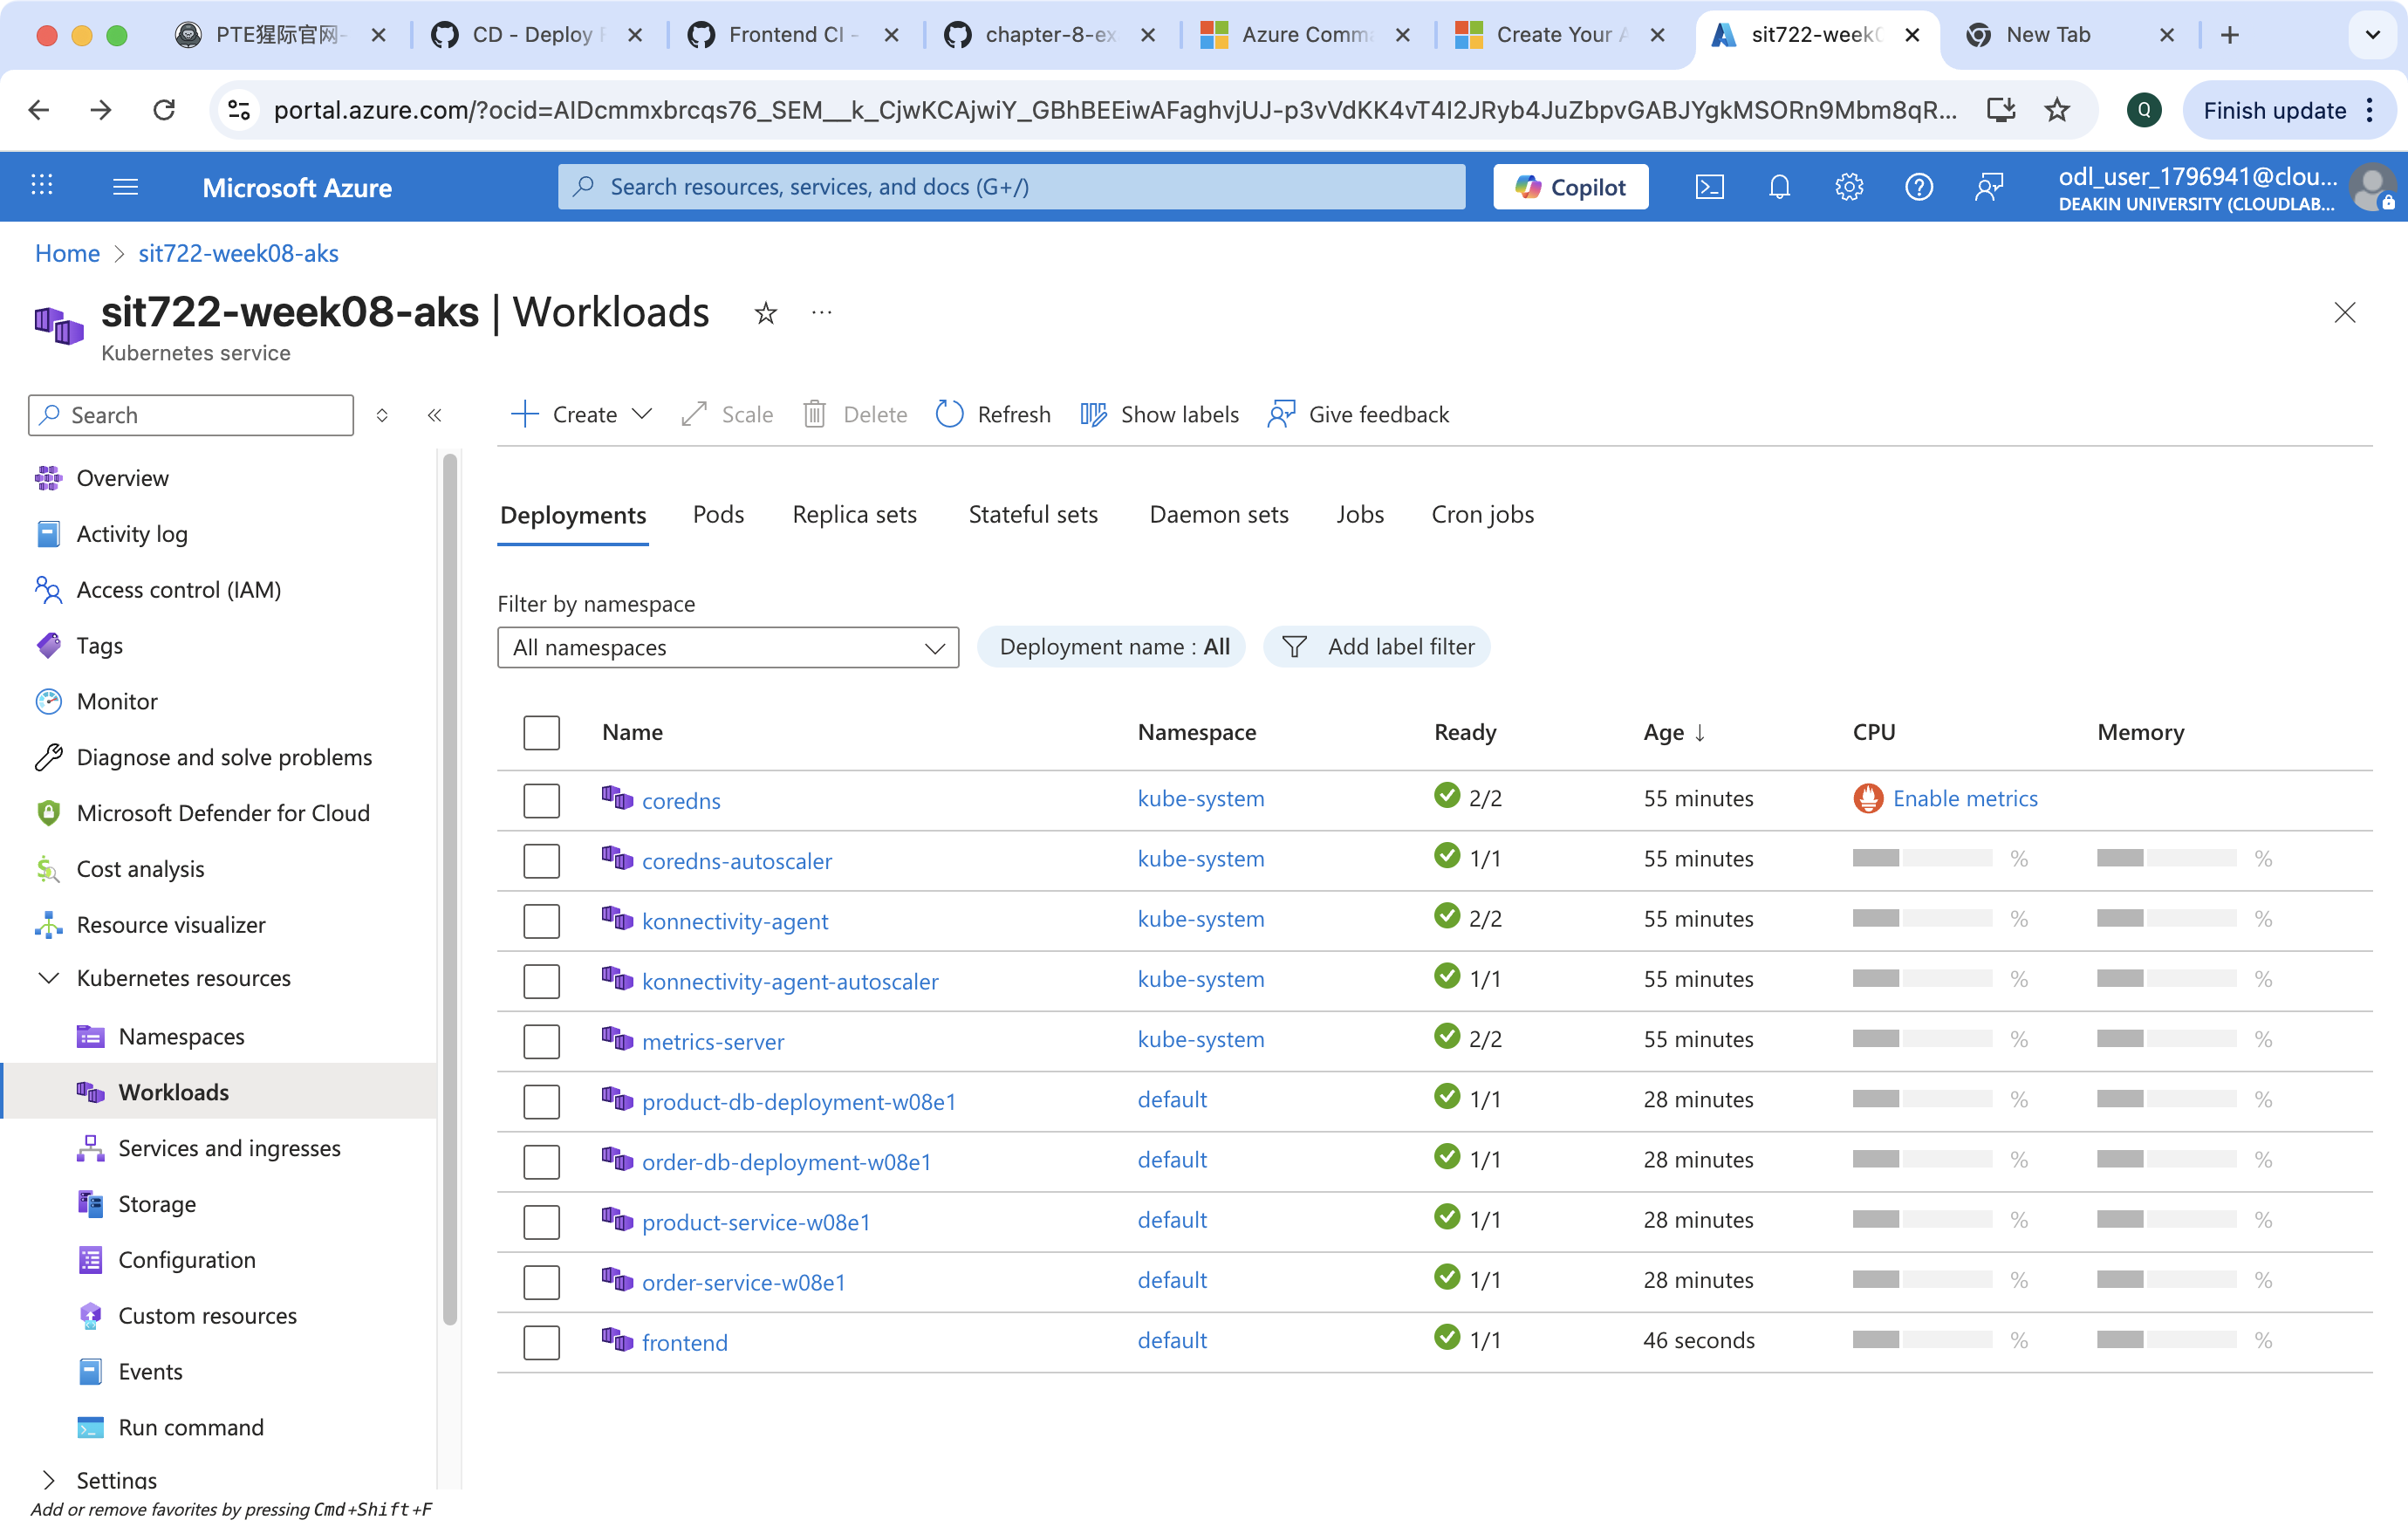 PTE猩际官网-
CD - Deploy F
Frontend CI -
chapter-8-ex
Azure Comma
Create Your A
sit722-week0
New Tab
portal.azure.com/?ocid=AIDcmmxbrcqs76_SEM__k_CjwKCAjwiY_GBhBEEiwAFaghvjUJ-p3vVdKK4vT4I2JRyb4JuZbpvGABJYgkMSORn9Mbm8qR...
Q
Finish update
Microsoft Azure
Search resources, services, and docs (G+/)
Copilot
odl_user_1796941@clou...
DEAKIN UNIVERSITY (CLOUDLAB...
Home > sit722-week08-aks
sit722-week08-aks | Workloads
Kubernetes service
Search
Create
Scale
Delete
Refresh
Show labels
Give feedback
Overview
Activity log
Access control (IAM)
Tags
Monitor
Diagnose and solve problems
Microsoft Defender for Cloud
Cost analysis
Resource visualizer
Kubernetes resources
Namespaces
Workloads
Services and ingresses
Storage
Configuration
Custom resources
Events
Run command
Settings
Add or remove favorites by pressing Cmd+Shift+F
Deployments Pods Replica sets Stateful sets Daemon sets Jobs Cron jobs
Filter by namespace
All namespaces
Deployment name : All
Add label filter
Name Namespace Ready Age ↓ CPU Memory
coredns kube-system 2/2 55 minutes Enable metrics
coredns-autoscaler kube-system 1/1 55 minutes % %
konnectivity-agent kube-system 2/2 55 minutes % %
konnectivity-agent-autoscaler kube-system 1/1 55 minutes % %
metrics-server kube-system 2/2 55 minutes % %
product-db-deployment-w08e1 default 1/1 28 minutes % %
order-db-deployment-w08e1 default 1/1 28 minutes % %
product-service-w08e1 default 1/1 28 minutes % %
order-service-w08e1 default 1/1 28 minutes % %
frontend default 1/1 46 seconds % %